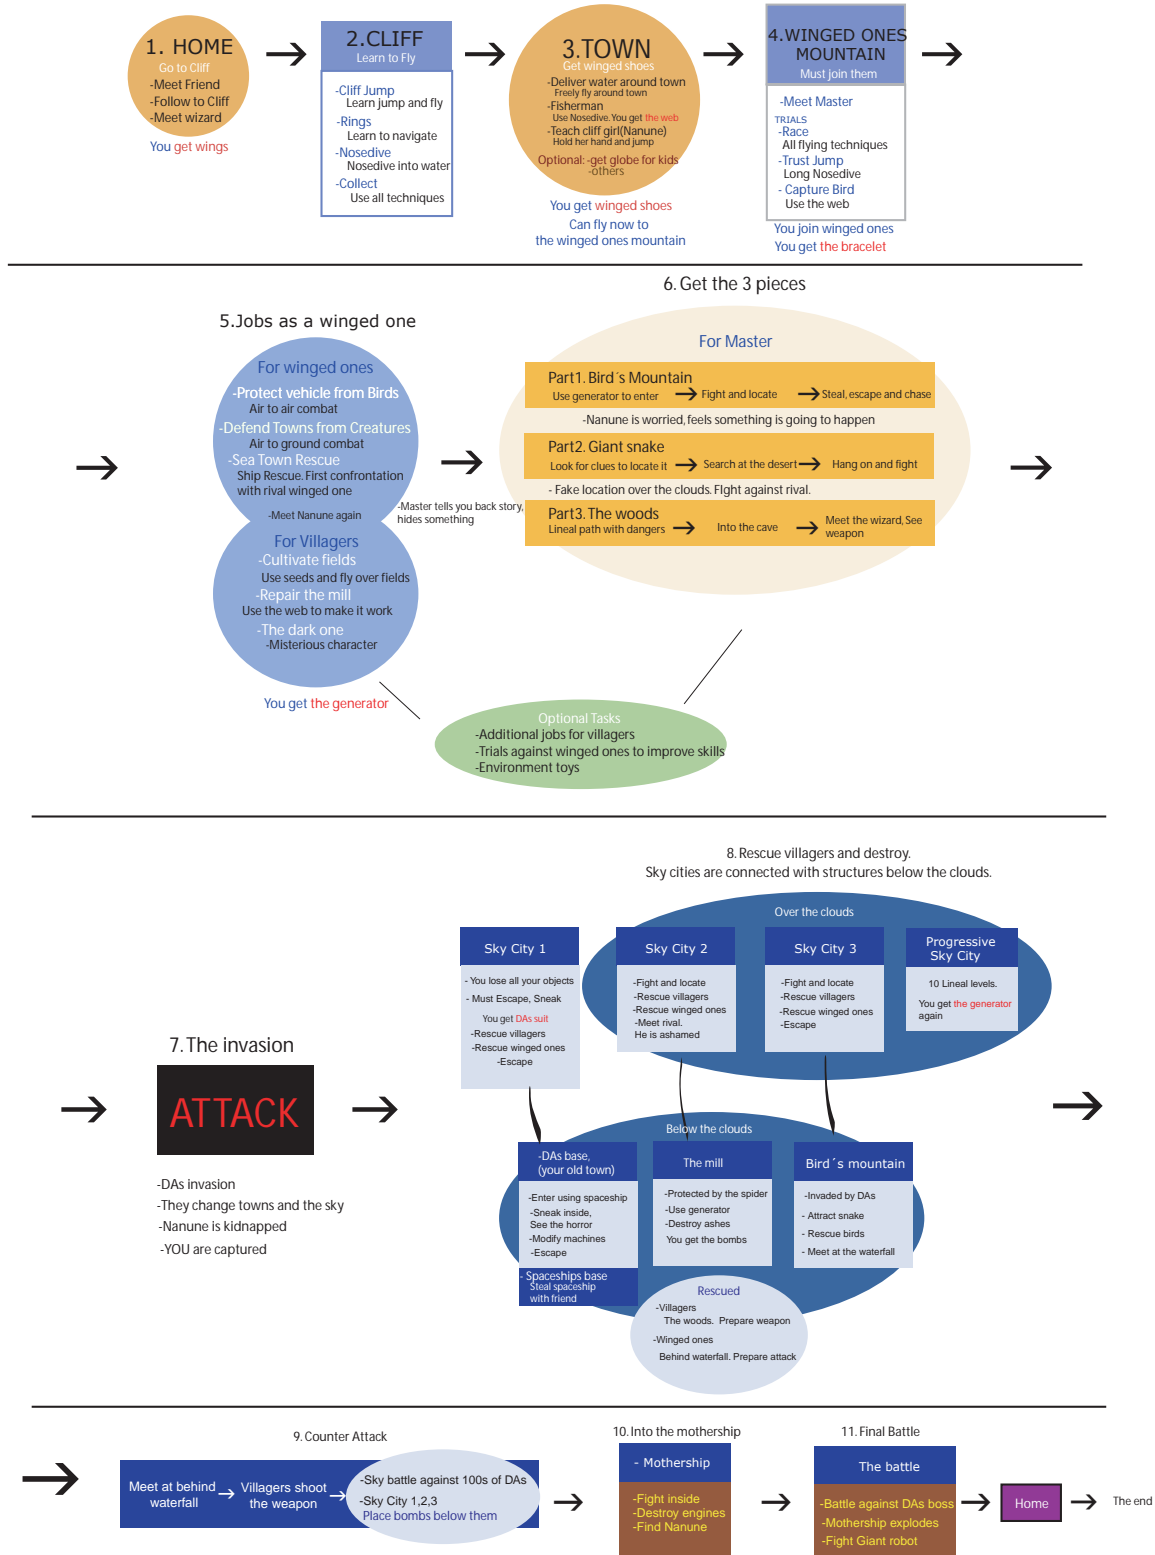 1. HOME
Go to Cliff
-Meet Friend
-Follow to Cliff
-Meet wizard
You get wings
2.CLIFF
Learn to Fly
-Cliff Jump
Learn jump and fly
-Rings
Learn to navigate
-Nosedive
Nosedive into water
-Collect
Use all techniques
3.TOWN
Get winged shoes
-Deliver water around town
Freely fly around town
-Fisherman
Use Nosedive. You get the web
-Teach cliff girl(Nanune)
Hold her hand and jump
Optional: -get globe for kids
-others
You get winged shoes
Can fly now to
the winged ones mountain
4.WINGED ONES
MOUNTAIN
Must join them
-Meet Master
TRIALS
-Race
All flying techniques
-Trust Jump
Long Nosedive
- Capture Bird
Use the web
You join winged ones
You get the bracelet
5.Jobs as a winged one
For winged ones
-Protect vehicle from Birds
Air to air combat
-Defend Towns from Creatures
Air to ground combat
-Sea Town Rescue
Ship Rescue. First confrontation
with rival winged one
-Meet Nanune again
For Villagers
-Cultivate fields
Use seeds and fly over fields
-Repair the mill
Use the web to make it work
-The dark one
-Misterious character
You get the generator
-Master tells you back story,
hides something
6. Get the 3 pieces
For Master
Part1. Bird´s Mountain
Use generator to enter
Fight and locate
Steal, escape and chase
-Nanune is worried, feels something is going to happen
Part2. Giant snake
Look for clues to locate it
Search at the desert
Hang on and fight
- Fake location over the clouds. FIght against rival.
Part3. The woods
Lineal path with dangers
Into the cave
Meet the wizard, See
weapon
Optional Tasks
-Additional jobs for villagers
-Trials against winged ones to improve skills
-Environment toys
7. The invasion
ATTACK
-DAs invasion
-They change towns and the sky
-Nanune is kidnapped
-YOU are captured
8. Rescue villagers and destroy.
Sky cities are connected with structures below the clouds.
Over the clouds
Sky City 1
- You lose all your objects
- Must Escape, Sneak
You get DAs suit
-Rescue villagers
-Rescue winged ones
-Escape
Sky City 2
-Fight and locate
-Rescue villagers
-Rescue winged ones
-Meet rival.
He is ashamed
Sky City 3
-Fight and locate
-Rescue villagers
-Rescue winged ones
-Escape
Progressive
Sky City
10 Lineal levels.
You get the generator
again
Below the clouds
-DAs base,
(your old town)
-Enter using spaceship
-Sneak inside,
See the horror
-Modify machines
-Escape
- Spaceships base
Steal spaceship
with friend
The mill
-Protected by the spider
-Use generator
-Destroy ashes
You get the bombs
Bird´s mountain
-Invaded by DAs
- Attract snake
- Rescue birds
- Meet at the waterfall
Rescued
-Villagers
The woods. Prepare weapon
-Winged ones
Behind waterfall. Prepare attack
9. Counter Attack
Meet at behind
waterfall
Villagers shoot
the weapon
-Sky battle against 100s of DAs
-Sky City 1,2,3
Place bombs below them
10. Into the mothership
- Mothership
-Fight inside
-Destroy engines
-Find Nanune
11. Final Battle
The battle
-Battle against DAs boss
-Mothership explodes
-Fight Giant robot
Home
The end